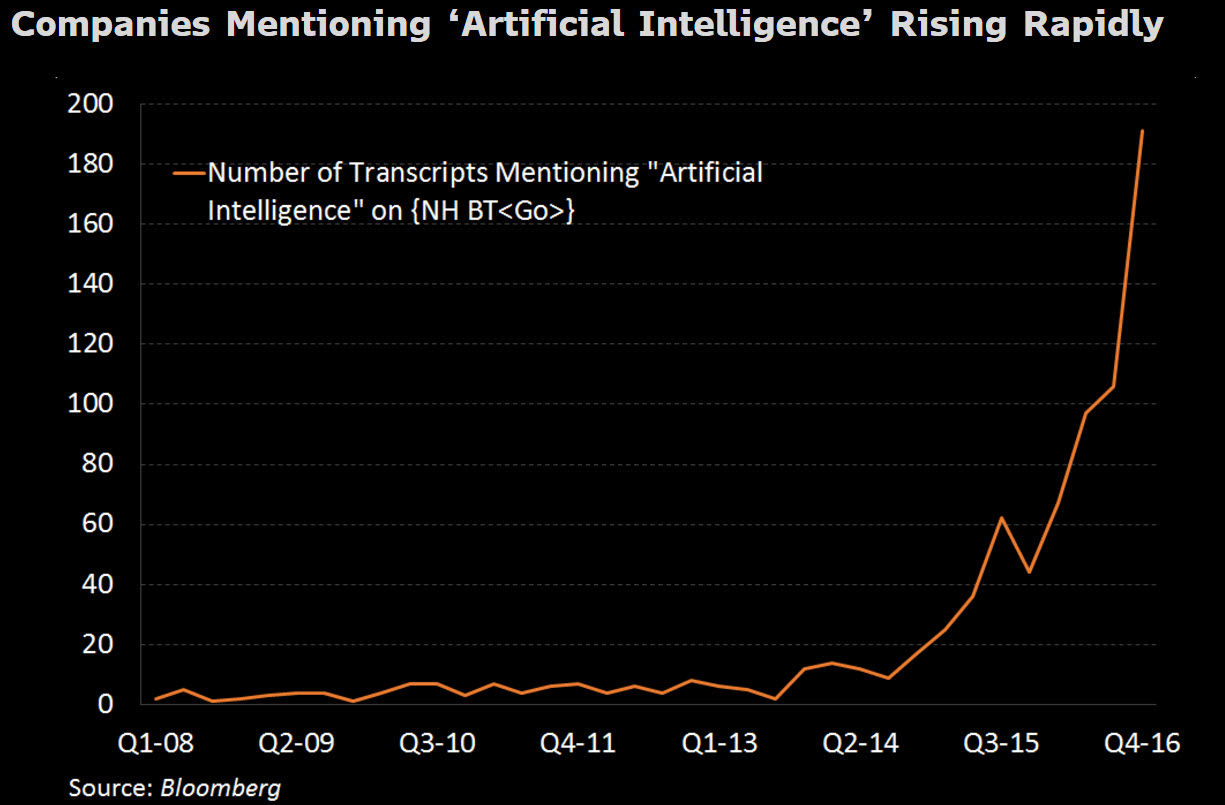 Companies Mentioning ‘Artificial Intelligence’ Rising Rapidly
200
180
160
140
120
100
80
60
40
20
0
Number of Transcripts Mentioning "Artificial
Intelligence" on {NH BT<Go>}
Q1-08 Q2-09 Q3-10 Q4-11 Q1-13 Q2-14 Q3-15 Q4-16
Source: Bloomberg